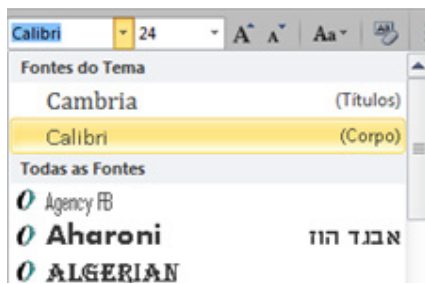 Calibri 24 A A Aa
Fontes do Tema
Cambria (Títulos)
Calibri (Corpo)
Todas as Fontes
O Agency FB
O Aharoni אבגד הוז
O ALGERIAN